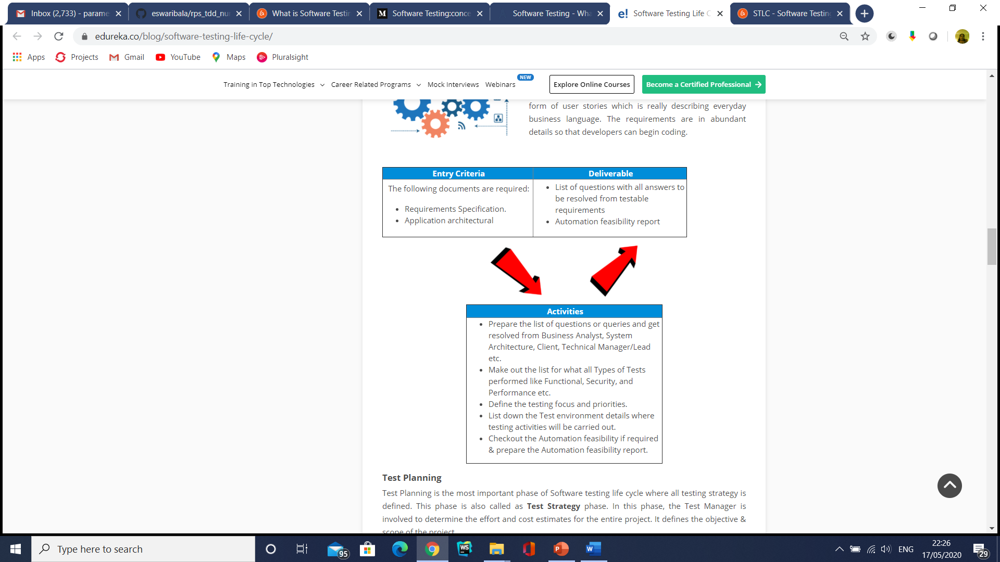 Inbox (2,733) - parame
eswaribala/rps_tdd_nu
What is Software Testin
M Software Testing:conce
Software Testing - Wha
e! Software Testing Life C
STLC - Software Testing
edureka.co/blog/software-testing-life-cycle/
Apps Projects Gmail YouTube Maps Pluralsight
Training in Top Technologies Career Related Programs Mock Interviews Webinars NEW Explore Online Courses Become a Certified Professional
form of user stories which is really describing everyday
business language. The requirements are in abundant
details so that developers can begin coding.
Entry Criteria
The following documents are required:
• Requirements Specification.
• Application architectural
Deliverable
• List of questions with all answers to
be resolved from testable
requirements
• Automation feasibility report
Activities
• Prepare the list of questions or queries and get
resolved from Business Analyst, System
Architecture, Client, Technical Manager/Lead
etc.
• Make out the list for what all Types of Tests
performed like Functional, Security, and
Performance etc.
• Define the testing focus and priorities.
• List down the Test environment details where
testing activities will be carried out.
• Checkout the Automation feasibility if required
& prepare the Automation feasibility report.
Test Planning
Test Planning is the most important phase of Software testing life cycle where all testing strategy is
defined. This phase is also called as Test Strategy phase. In this phase, the Test Manager is
involved to determine the effort and cost estimates for the entire project. It defines the objective &
scope of the project.
Type here to search
95
WS
P
W
ENG
22:26
17/05/2020
29